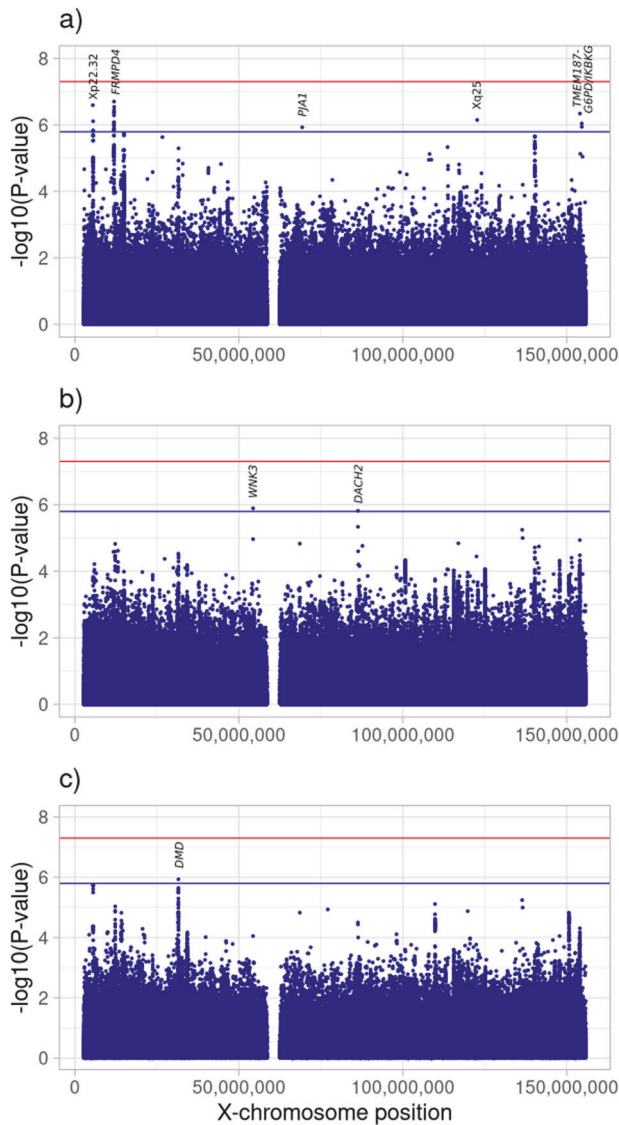 a)
8
6
4
2
0
-log10(P-value)
Xp22.32
FRMPD4
PJA1
Xq25
TMEM187-
G6PD/IKBKG
0
50,000,000
100,000,000
150,000,000
b)
8
6
4
2
0
-log10(P-value)
WNK3
DACH2
0
50,000,000
100,000,000
150,000,000
c)
8
6
4
2
0
-log10(P-value)
DMD
0
50,000,000
100,000,000
150,000,000
X-chromosome position